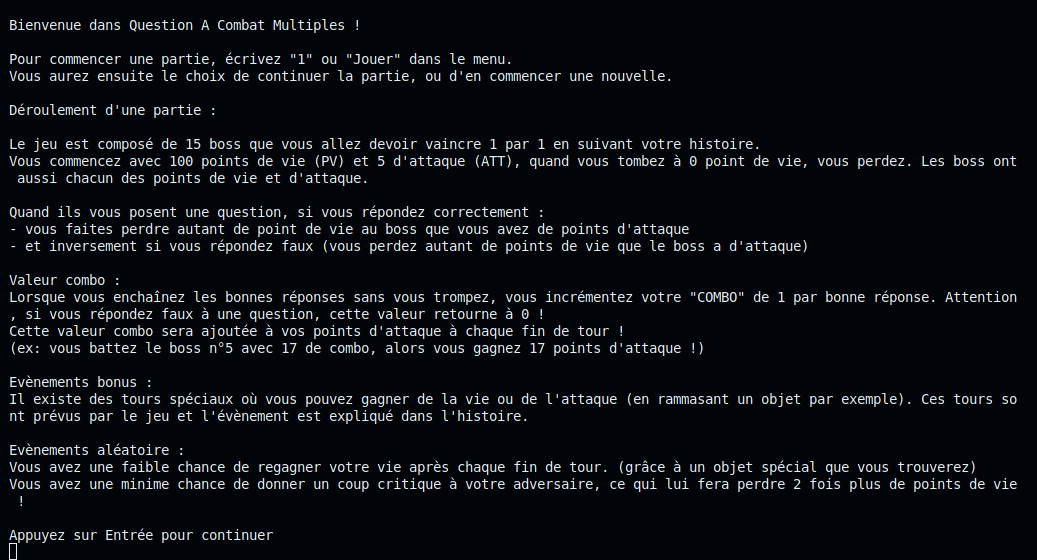 Bienvenue dans Question A Combat Multiples !
Pour commencer une partie, écrivez "1" ou "Jouer" dans le menu.
Vous aurez ensuite le choix de continuer la partie, ou d'en commencer une nouvelle.
Déroulement d'une partie :
Le jeu est composé de 15 boss que vous allez devoir vaincre 1 par 1 en suivant votre histoire.
Vous commencez avec 100 points de vie (PV) et 5 d'attaque (ATT), quand vous tombez à 0 point de vie, vous perdez. Les boss ont
 aussi chacun des points de vie et d'attaque.
Quand ils vous posent une question, si vous répondez correctement :
- vous faites perdre autant de point de vie au boss que vous avez de points d'attaque
- et inversement si vous répondez faux (vous perdez autant de points de vie que le boss a d'attaque)
Valeur combo :
Lorsque vous enchaînez les bonnes réponses sans vous trompez, vous incrémentez votre "COMBO" de 1 par bonne réponse. Attention
, si vous répondez faux à une question, cette valeur retourne à 0 !
Cette valeur combo sera ajoutée à vos points d'attaque à chaque fin de tour !
(ex: vous battez le boss n°5 avec 17 de combo, alors vous gagnez 17 points d'attaque !)
Evènements bonus :
Il existe des tours spéciaux où vous pouvez gagner de la vie ou de l'attaque (en rammasant un objet par exemple). Ces tours so
nt prévus par le jeu et l'évènement est expliqué dans l'histoire.
Evènements aléatoire :
Vous avez une faible chance de regagner votre vie après chaque fin de tour. (grâce à un objet spécial que vous trouverez)
Vous avez une minime chance de donner un coup critique à votre adversaire, ce qui lui fera perdre 2 fois plus de points de vie
 !
Appuyez sur Entrée pour continuer